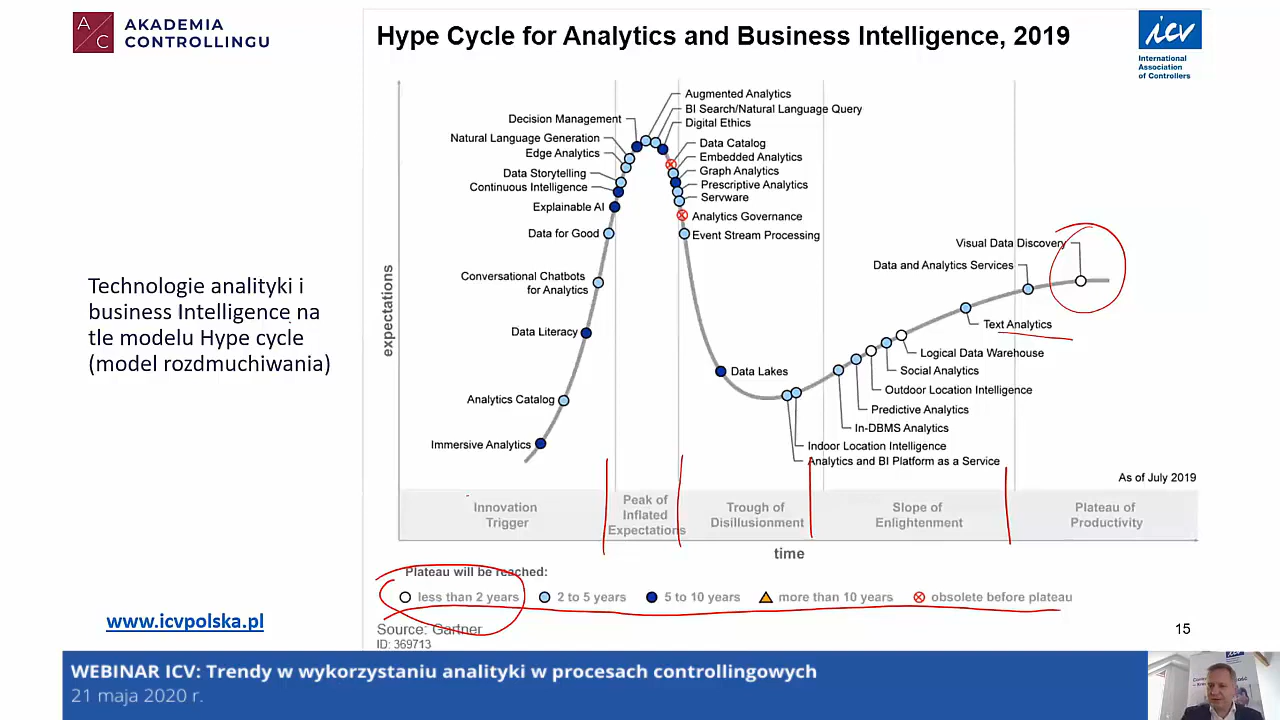 AC AKADEMIA
CONTROLLINGU
Hype Cycle for Analytics and Business Intelligence, 2019
icv
International
Association
of Controllers
Technologie analityki i
business Intelligence na
tle modelu Hype cycle
(model rozdmuchiwania)
www.icvpolska.pl
expectations
Decision Management
Natural Language Generation
Edge Analytics
Data Storytelling
Continuous Intelligence
Explainable AI
Data for Good
Conversational Chatbots
for Analytics
Data Literacy
Analytics Catalog
Immersive Analytics
Augmented Analytics
BI Search/Natural Language Query
Digital Ethics
Data Catalog
Embedded Analytics
Graph Analytics
Prescriptive Analytics
Servware
Analytics Governance
Event Stream Processing
Data Lakes
Visual Data Discovery
Data and Analytics Services
Text Analytics
Logical Data Warehouse
Social Analytics
Outdoor Location Intelligence
Predictive Analytics
In-DBMS Analytics
Indoor Location Intelligence
Analytics and BI Platform as a Service
As of July 2019
Innovation
Trigger
Peak of
Inflated
Expectations
Trough of
Disillusionment
Slope of
Enlightenment
Plateau of
Productivity
time
Plateau will be reached:
less than 2 years 2 to 5 years 5 to 10 years more than 10 years obsolete before plateau
Source: Gartner
ID: 369713
15
WEBINAR ICV: Trendy w wykorzystaniu analityki w procesach controllingowych
21 maja 2020 r.